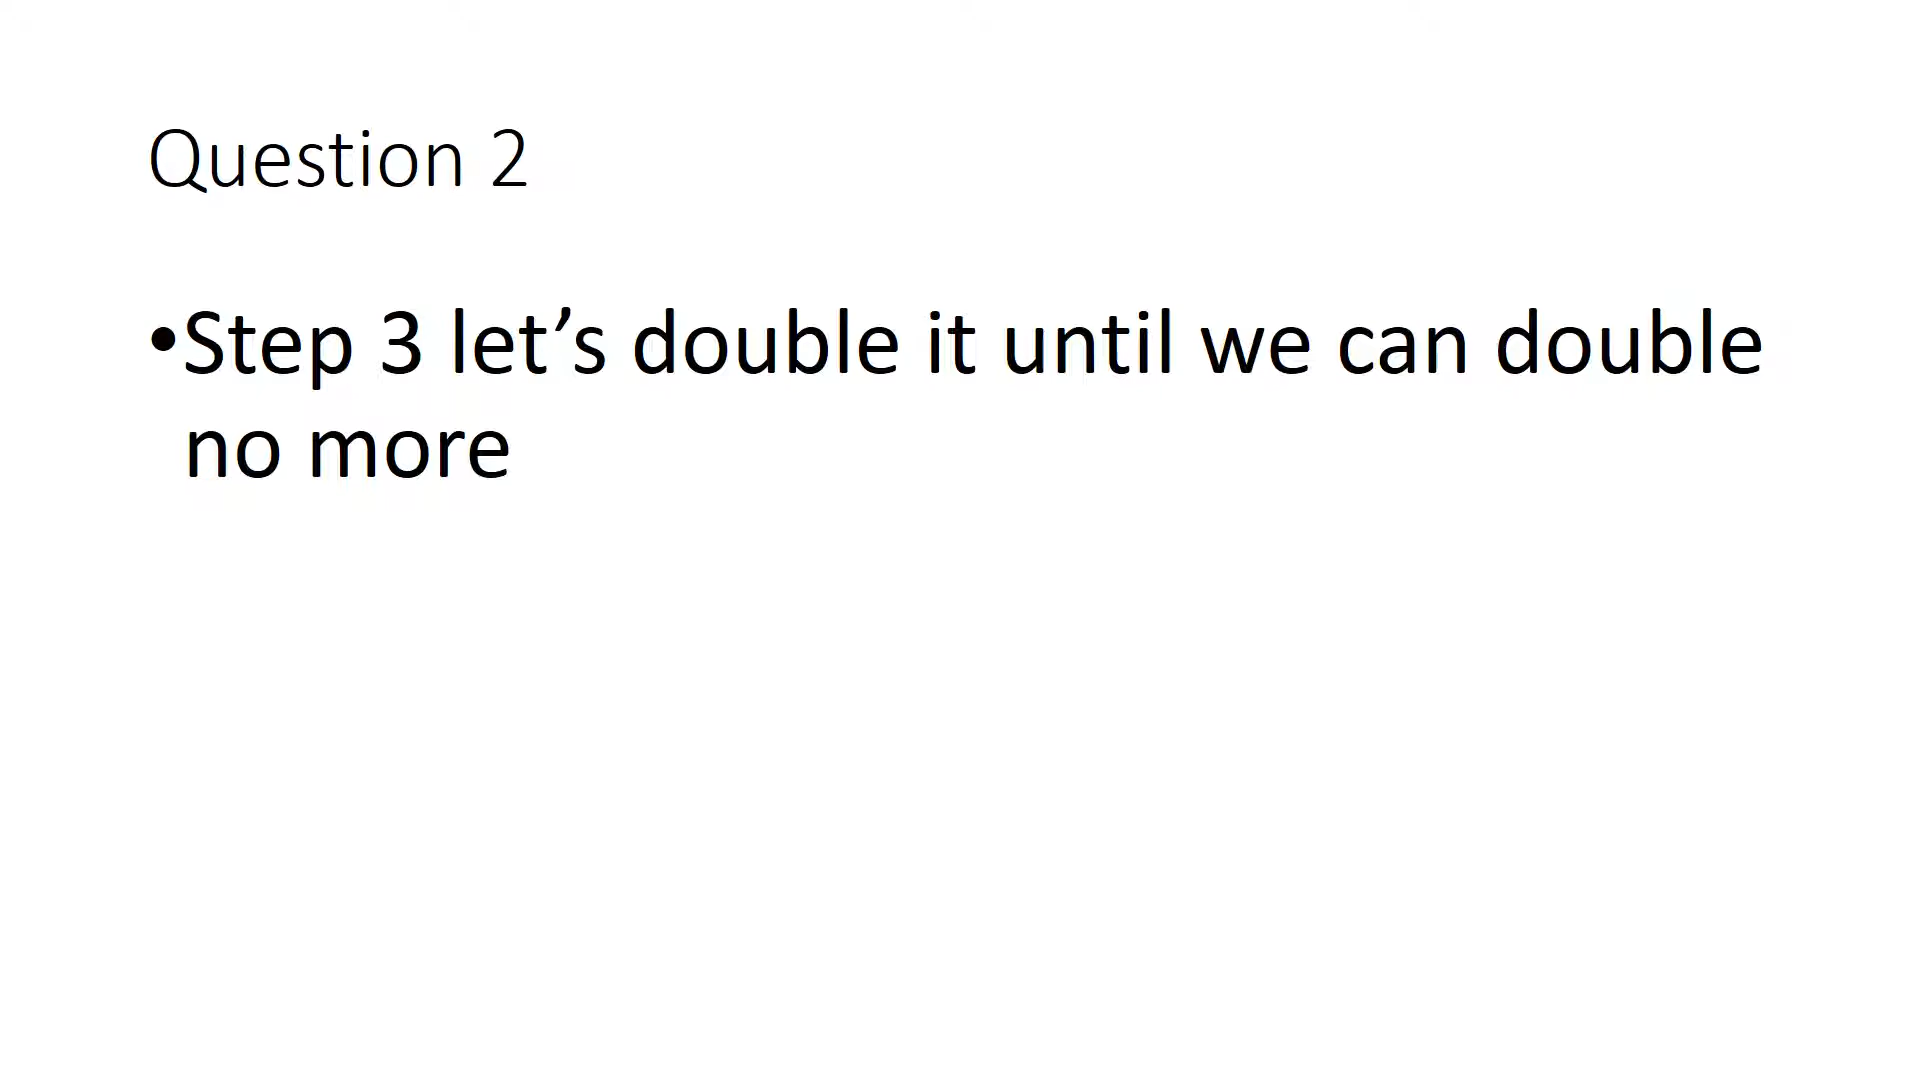 Question 2
•Step 3 let’s double it until we can double
no more